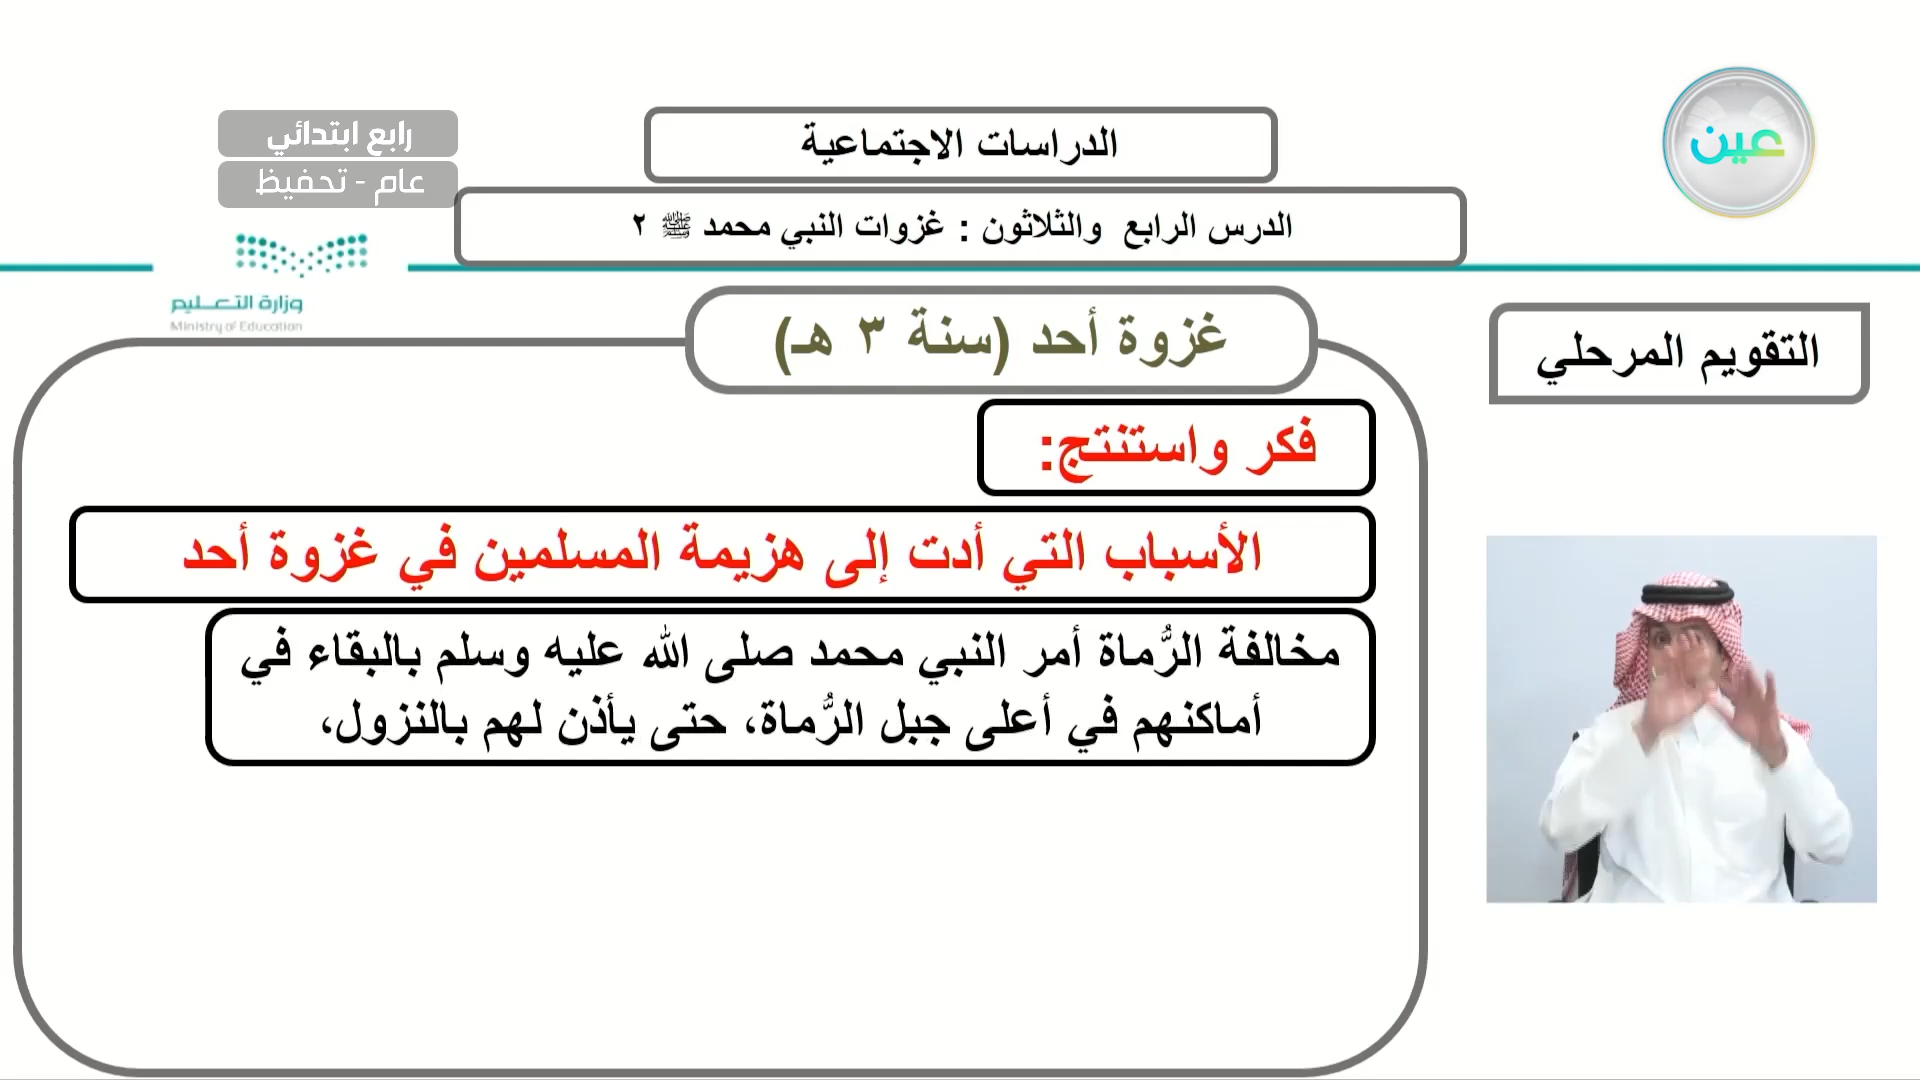 عين
الدراسات الاجتماعية
رابع ابتدائي
عام - تحفيظ
الدرس الرابع والثلاثون : غزوات النبي محمد ﷺ ٢
وزارة التعليم
Ministry of Education
غزوة أحد (سنة ٣ هـ)
التقويم المرحلي
فكر واستنتج:
الأسباب التي أدت إلى هزيمة المسلمين في غزوة أحد
مخالفة الرُّماة أمر النبي محمد صلى الله عليه وسلم بالبقاء في
أماكنهم في أعلى جبل الرُّماة، حتى يأذن لهم بالنزول،